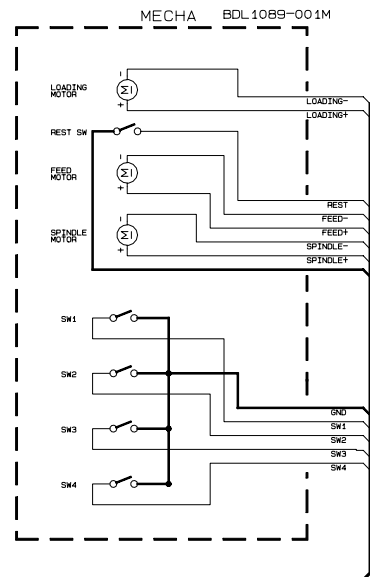 MECHA BDL1089-001M
LOADING
MOTOR
-
M
+
LOADING-
LOADING+
REST SW
FEED
MOTOR
-
M
+
REST
FEED-
FEED+
SPINDLE
MOTOR
-
M
+
SPINDLE-
SPINDLE+
SW1
SW2
SW3
SW4
GND
SW1
SW2
SW3
SW4